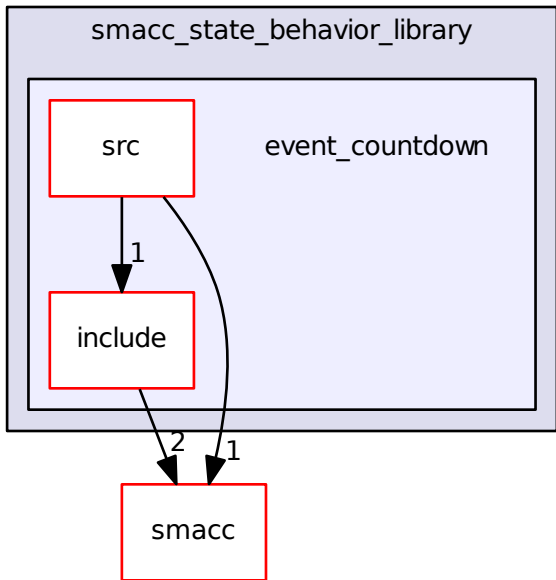 smacc_state_behavior_library
src
event_countdown
1
include
2
1
smacc